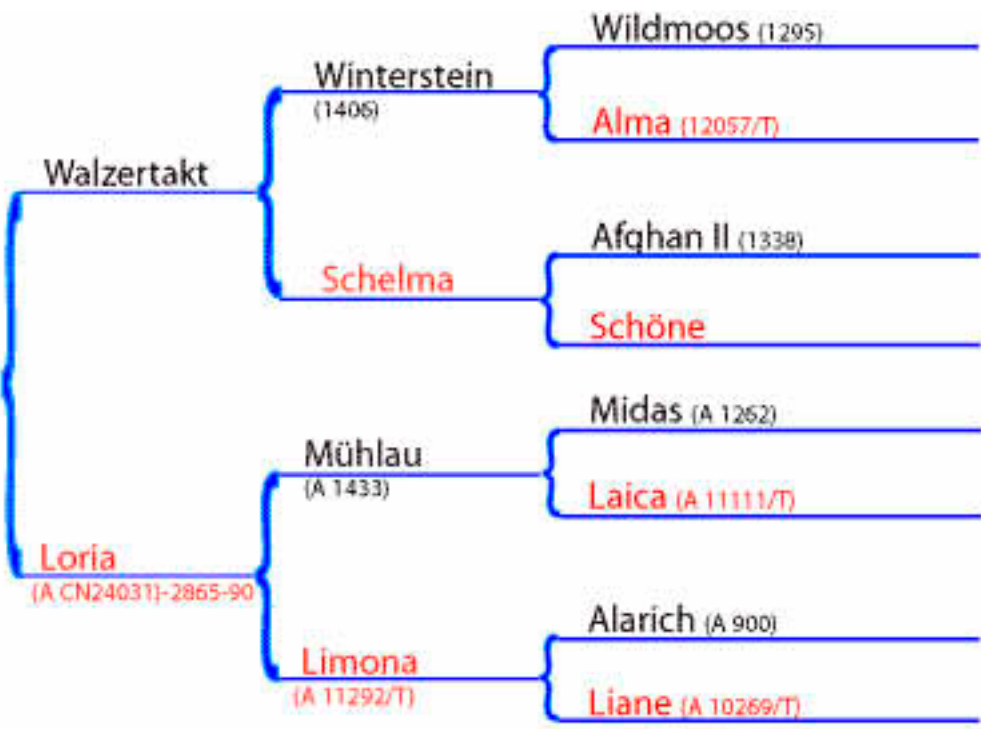 Wildmoos (1295)
Winterstein
(1406)
Alma (12057/T)
Walzertakt
Afghan II (1338)
Schelma
Schöne
Midas (A 1262)
Mühlau
(A 1433)
Laica (A 11111/T)
Loria
(A CN24031)-2865-90
Alarich (A 900)
Limona
(A 11292/T)
Liane (A 10269/T)